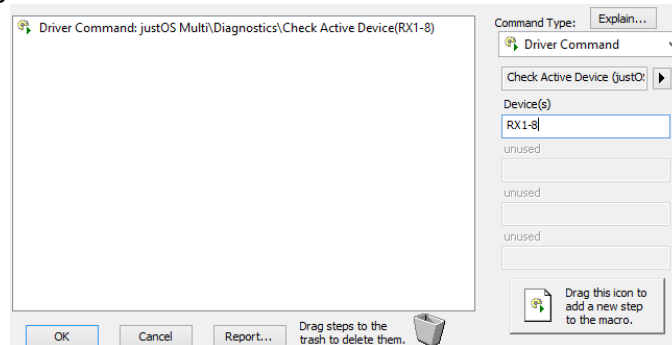 Driver Command: justOS Multi\Diagnostics\Check Active Device(RX1-8)
Command Type:
Explain...
Driver Command
Check Active Device (justO
Device(s)
RX1-8
unused
unused
unused
Drag this icon to
add a new step
to the macro.
OK
Cancel
Report...
Drag steps to the
trash to delete them.